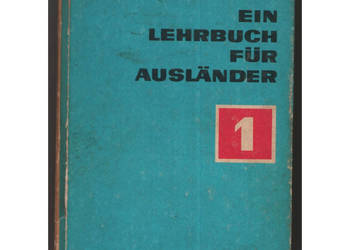 EIN
LEHRBUCH
FÜR
AUSLÄNDER
1